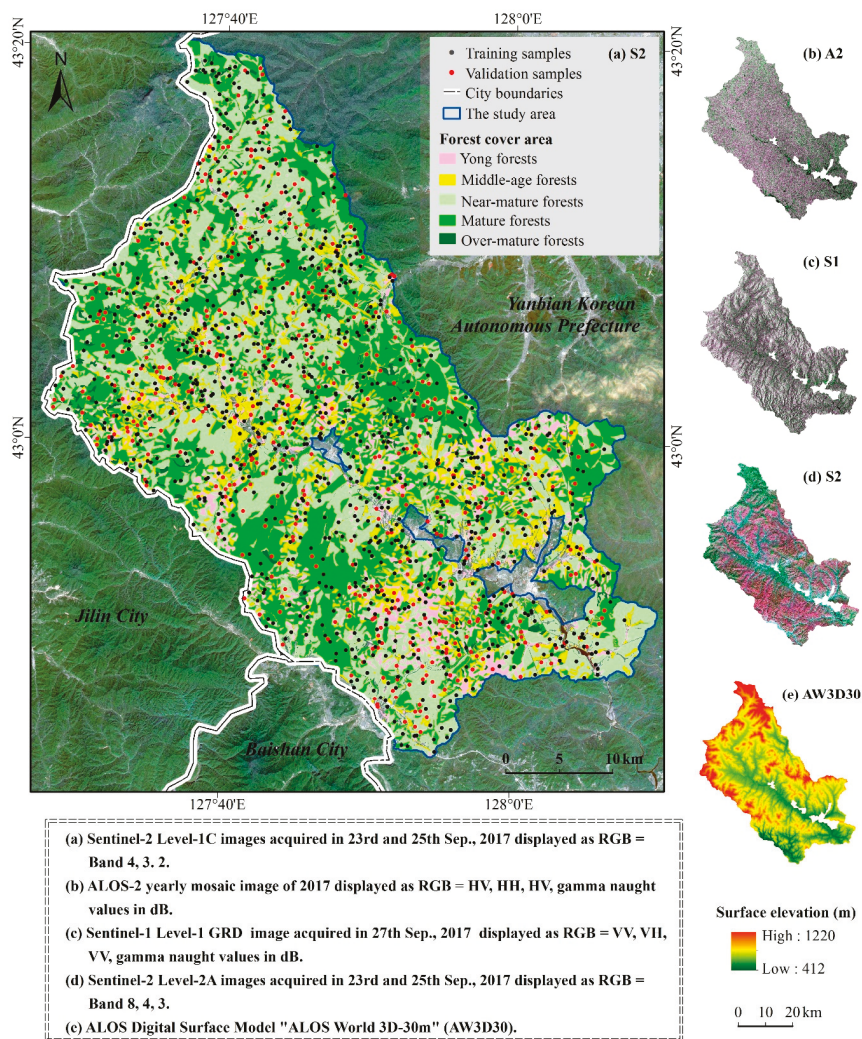 127°40'E
128°0'E
43°20'N
43°20'N
N
Training samples
(a) S2
Validation samples
City boundaries
The study area
Forest cover area
Yong forests
Middle-age forests
Near-mature forests
Mature forests
Over-mature forests
(b) A2
(c) S1
Yanbian Korean
Autonomous Prefecture
43°0'N
43°0'N
(d) S2
Jilin City
(e) AW3D30
Baishan City
0 5 10 km
127°40'E
128°0'E
(a) Sentinel-2 Level-1C images acquired in 23rd and 25th Sep., 2017 displayed as RGB =
Band 4, 3. 2.
(b) ALOS-2 yearly mosaic image of 2017 displayed as RGB = HV, HH, HV, gamma naught
values in dB.
(c) Sentinel-1 Level-1 GRD image acquired in 27th Sep., 2017 displayed as RGB = VV, VH,
VV, gamma naught values in dB.
(d) Sentinel-2 Level-2A images acquired in 23rd and 25th Sep., 2017 displayed as RGB =
Band 8, 4, 3.
(e) ALOS Digital Surface Model "ALOS World 3D-30m" (AW3D30).
Surface elevation (m)
High : 1220
Low : 412
0 10 20 km